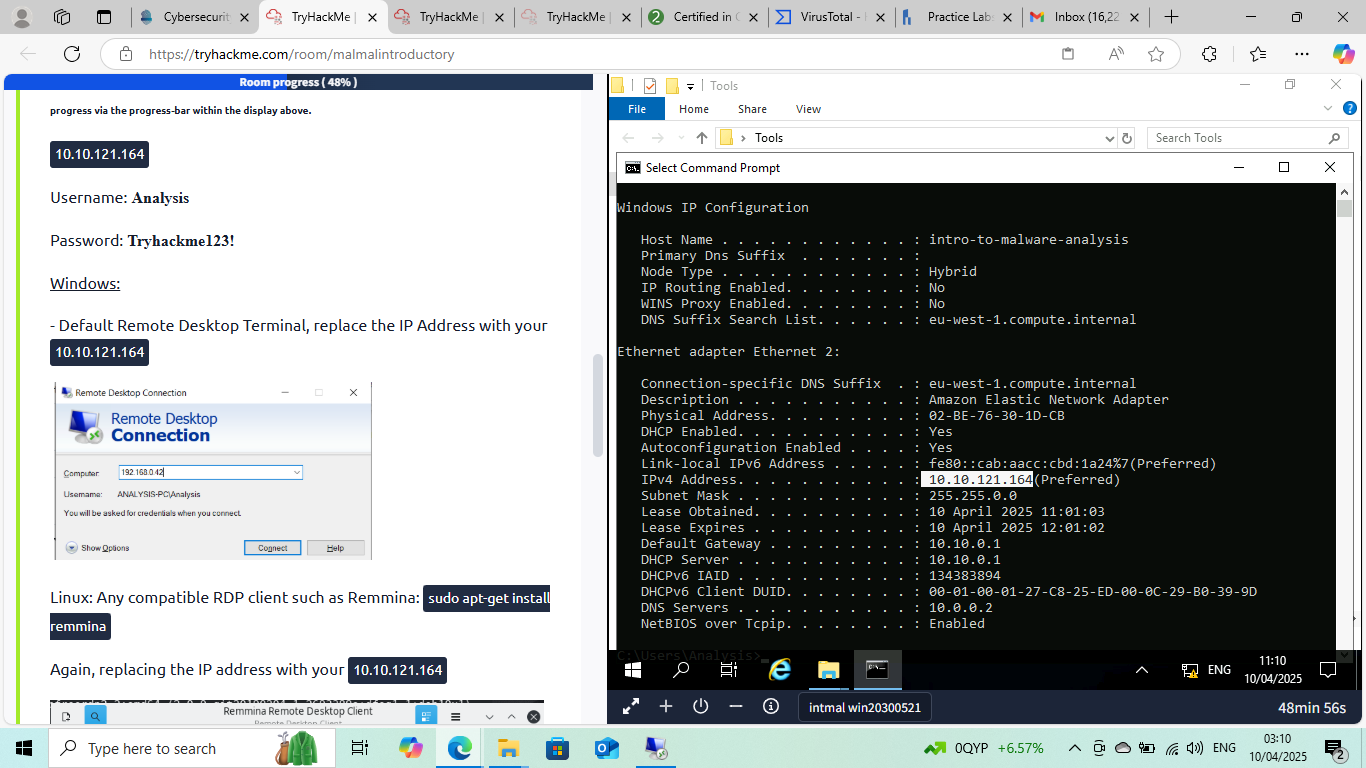 Cybersecurit
TryHackMe |
TryHackMe |
TryHackMe |
Certified in C
VirusTotal - 
Practice Lab
Gmail Inbox (16,22
https://tryhackme.com/room/malmalintroductory
Room progress ( 48% )
progress via the progress-bar within the display above.
10.10.121.164
Username: Analysis
Password: Tryhackme123!
Windows:
- Default Remote Desktop Terminal, replace the IP Address with your
10.10.121.164
Remote Desktop Connection
Remote Desktop
Connection
Computer: 192.168.0.42
Username: ANALYSIS-PC\Analysis
You will be asked for credentials when you connect.
Show Options
Connect
Help
Linux: Any compatible RDP client such as Remmina: sudo apt-get install
remmina
Again, replacing the IP address with your 10.10.121.164
Remmina Remote Desktop Client
Remote Desktop Client
Tools
File
Home
Share
View
Tools
Search Tools
Select Command Prompt
Windows IP Configuration
Host Name . . . . . . . . . . . . : intro-to-malware-analysis
Primary Dns Suffix . . . . . . . :
Node Type . . . . . . . . . . . . : Hybrid
IP Routing Enabled. . . . . . . . : No
WINS Proxy Enabled. . . . . . . . : No
DNS Suffix Search List. . . . . . : eu-west-1.compute.internal
Ethernet adapter Ethernet 2:
Connection-specific DNS Suffix . : eu-west-1.compute.internal
Description . . . . . . . . . . . : Amazon Elastic Network Adapter
Physical Address. . . . . . . . . : 02-BE-76-30-1D-CB
DHCP Enabled. . . . . . . . . . . : Yes
Autoconfiguration Enabled . . . . : Yes
Link-local IPv6 Address . . . . . : fe80::cab:aacc:cbd:1a24%7(Preferred)
IPv4 Address. . . . . . . . . . . : 10.10.121.164(Preferred)
Subnet Mask . . . . . . . . . . . : 255.255.0.0
Lease Obtained. . . . . . . . . . : 10 April 2025 11:01:03
Lease Expires . . . . . . . . . . : 10 April 2025 12:01:02
Default Gateway . . . . . . . . . : 10.10.0.1
DHCP Server . . . . . . . . . . . : 10.10.0.1
DHCPv6 IAID . . . . . . . . . . . : 134383894
DHCPv6 Client DUID. . . . . . . . : 00-01-00-01-27-C8-25-ED-00-0C-29-B0-39-9D
DNS Servers . . . . . . . . . . . : 10.0.0.2
NetBIOS over Tcpip. . . . . . . . : Enabled
C:\Users\Analysis>
ENG
11:10
10/04/2025
intmal win20300521
48min 56s
Type here to search
0QYP +6.57%
ENG
03:10
10/04/2025
2